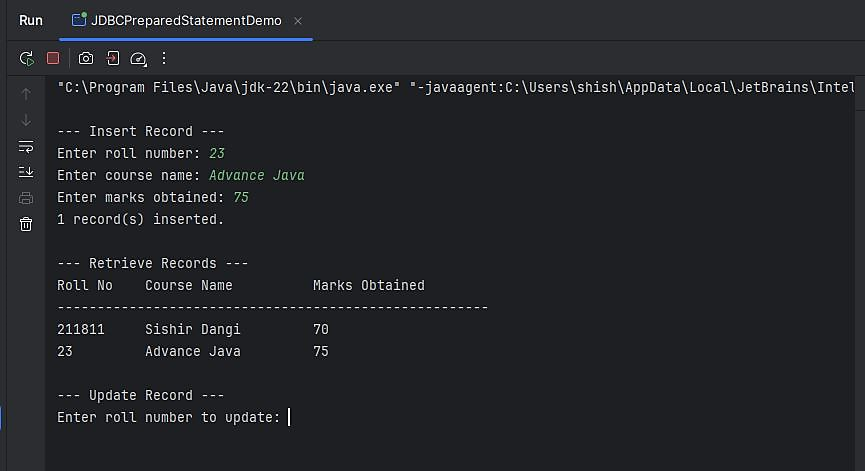 Run JDBCPreparedStatementDemo
"C:\Program Files\Java\jdk-22\bin\java.exe" "-javaagent:C:\Users\shish\AppData\Local\JetBrains\Intel
--- Insert Record ---
Enter roll number: 23
Enter course name: Advance Java
Enter marks obtained: 75
1 record(s) inserted.
--- Retrieve Records ---
Roll No Course Name Marks Obtained
------------------------------------------------------
211811 Sishir Dangi 70
23 Advance Java 75
--- Update Record ---
Enter roll number to update: